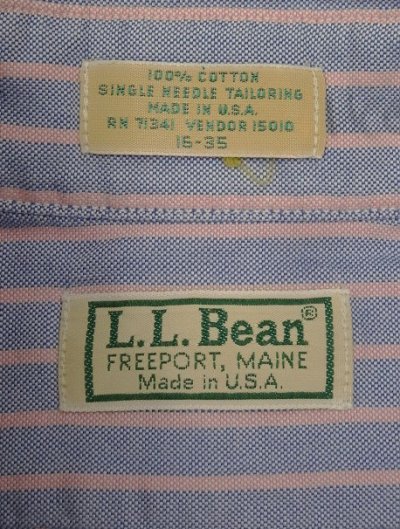 100% COTTON
SINGLE NEEDLE TAILORING
MADE IN U.S.A.
RN 71341 VENDOR 15010
16-35
L.L.Bean®
FREEPORT, MAINE
Made in U.S.A.